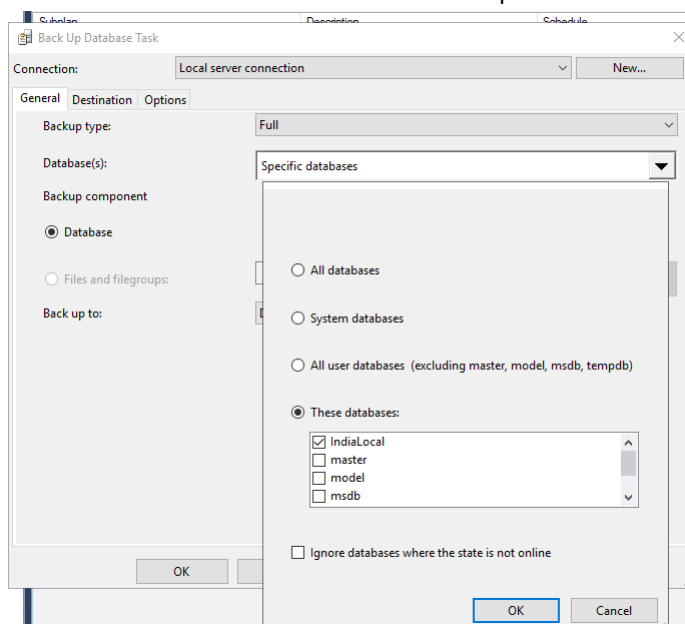 Subplan Description Schedule
Back Up Database Task
Connection: Local server connection New...
General Destination Options
Backup type: Full
Database(s): Specific databases
Backup component
Database
Files and filegroups:
All databases
System databases
Back up to:
All user databases (excluding master, model, msdb, tempdb)
These databases:
IndiaLocal
master
model
msdb
Ignore databases where the state is not online
OK
OK Cancel